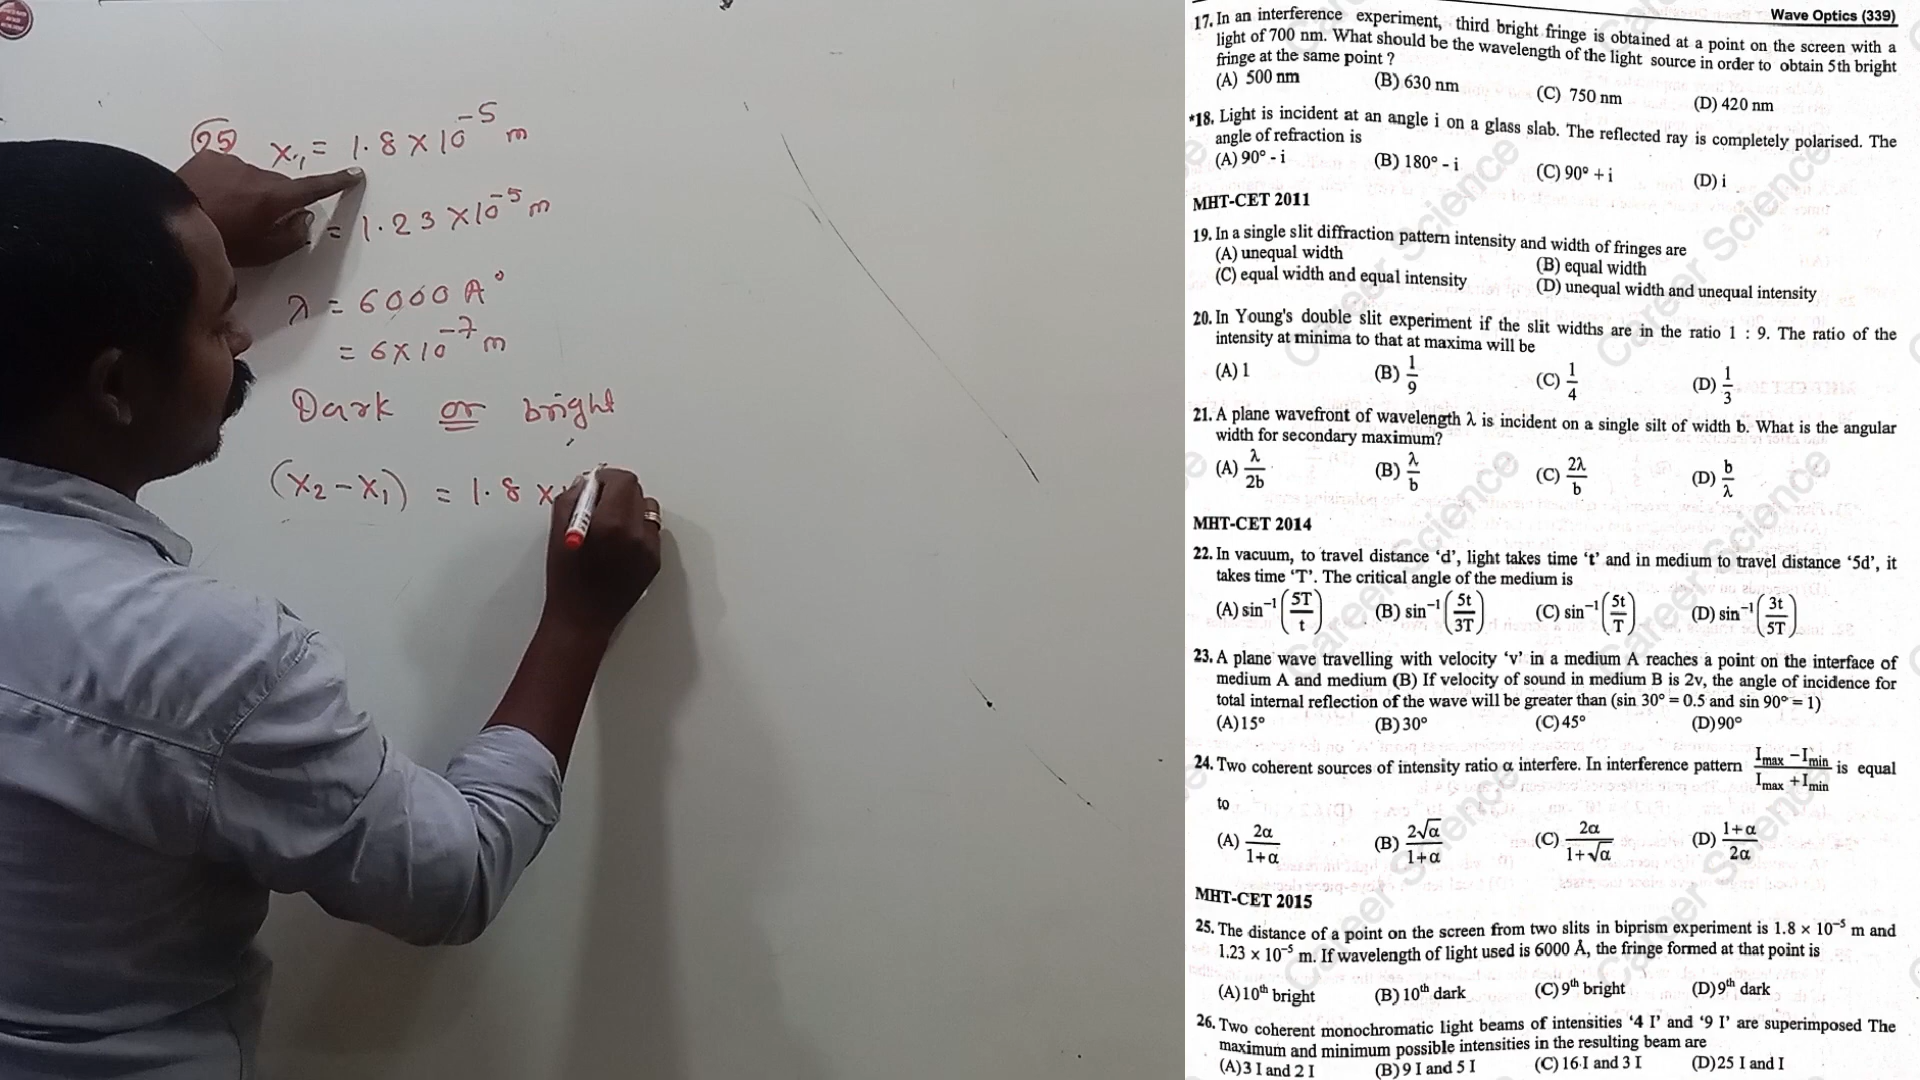 25 x₁ = 1.8 × 10⁻⁵ m
= 1.23 × 10⁻⁵ m
λ = 6000 A°
= 6 × 10⁻⁷ m
Dark or bright
(x₂ – x₁) = 1.8 ×
Wave Optics (339)
17. In an interference experiment, third bright fringe is obtained at a point on the screen with a
light of 700 nm. What should be the wavelength of the light source in order to obtain 5th bright
fringe at the same point ?
(A) 500 nm (B) 630 nm (C) 750 nm (D) 420 nm
*18. Light is incident at an angle i on a glass slab. The reflected ray is completely polarised. The
angle of refraction is
(A) 90° - i (B) 180° - i (C) 90° + i (D) i
MHT-CET 2011
19. In a single slit diffraction pattern intensity and width of fringes are
(A) unequal width (B) equal width
(C) equal width and equal intensity (D) unequal width and unequal intensity
20. In Young's double slit experiment if the slit widths are in the ratio 1 : 9. The ratio of the
intensity at minima to that at maxima will be
(A) 1 (B) 1/9 (C) 1/4 (D) 1/3
21. A plane wavefront of wavelength λ is incident on a single silt of width b. What is the angular
width for secondary maximum?
(A) λ/2b (B) λ/b (C) 2λ/b (D) b/λ
MHT-CET 2014
22. In vacuum, to travel distance ‘d’, light takes time ‘t’ and in medium to travel distance ‘5d’, it
takes time ‘T’. The critical angle of the medium is
(A) sin⁻¹(5T/t) (B) sin⁻¹(5t/3T) (C) sin⁻¹(5t/T) (D) sin⁻¹(3t/5T)
23. A plane wave travelling with velocity ‘v’ in a medium A reaches a point on the interface of
medium A and medium (B) If velocity of sound in medium B is 2v, the angle of incidence for
total internal reflection of the wave will be greater than (sin 30° = 0.5 and sin 90° = 1)
(A) 15° (B) 30° (C) 45° (D) 90°
24. Two coherent sources of intensity ratio α interfere. In interference pattern (Imax – Imin)/(Imax + Imin) is equal
to
(A) 2α/(1+α) (B) 2√α/(1+α) (C) 2α/(1+√α) (D) (1+α)/2α
MHT-CET 2015
25. The distance of a point on the screen from two slits in biprism experiment is 1.8 × 10⁻⁵ m and
1.23 × 10⁻⁵ m. If wavelength of light used is 6000 Å, the fringe formed at that point is
(A) 10th bright (B) 10th dark (C) 9th bright (D) 9th dark
26. Two coherent monochromatic light beams of intensities ‘4 I’ and ‘9 I’ are superimposed The
maximum and minimum possible intensities in the resulting beam are
(A) 3 I and 2 I (B) 9 I and 5 I (C) 16 I and 3 I (D) 25 I and I
Career Science